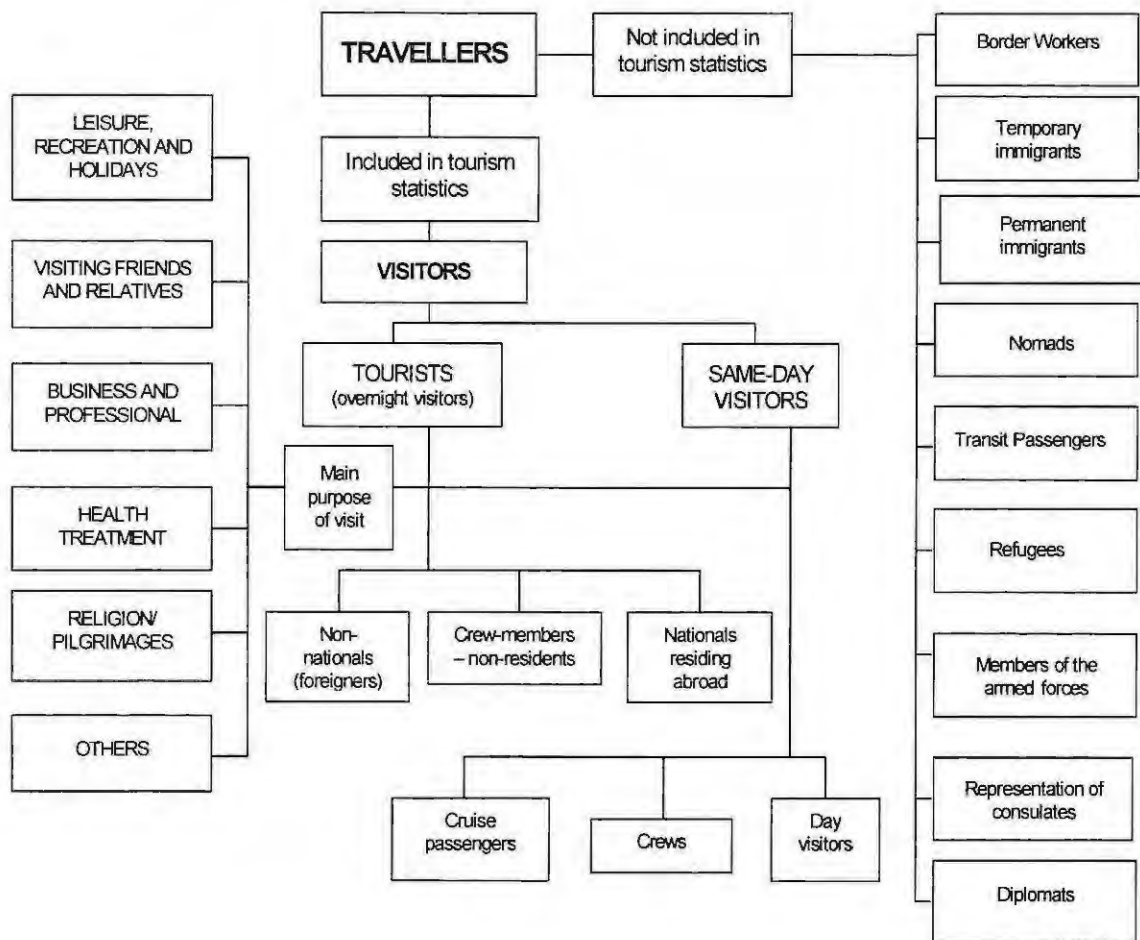 TRAVELLERS
Not included in
tourism statistics
Included in tourism
statistics
VISITORS
TOURISTS
(overnight visitors)
SAME-DAY
VISITORS
Main
purpose
of visit
LEISURE,
RECREATION AND
HOLIDAYS
VISITING FRIENDS
AND RELATIVES
BUSINESS AND
PROFESSIONAL
HEALTH
TREATMENT
RELIGION/
PILGRIMAGES
OTHERS
Non-
nationals
(foreigners)
Crew-members
– non-residents
Nationals
residing
abroad
Cruise
passengers
Crews
Day
visitors
Border Workers
Temporary
immigrants
Permanent
immigrants
Nomads
Transit Passengers
Refugees
Members of the
armed forces
Representation of
consulates
Diplomats